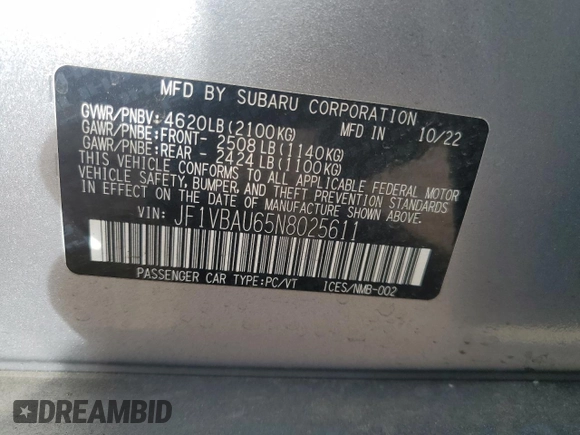 MFD BY SUBARU CORPORATION
GVWR/PNBV: 4620LB(2100KG) MFD IN 10/22
GAWR/PNBE:FRONT- 2508LB(1140KG)
GAWR/PNBE:REAR - 2424LB(1100KG)
THIS VEHICLE CONFORMS TO ALL APPLICABLE FEDERAL MOTOR
VEHICLE SAFETY, BUMPER, AND THEFT PREVENTION STANDARDS
IN EFFECT ON THE DATE OF MANUFACTURE SHOWN ABOVE.
VIN: JF1VBAU65N8025611
PASSENGER CAR TYPE:PC/VT ICES/NMB-002
DREAMBID